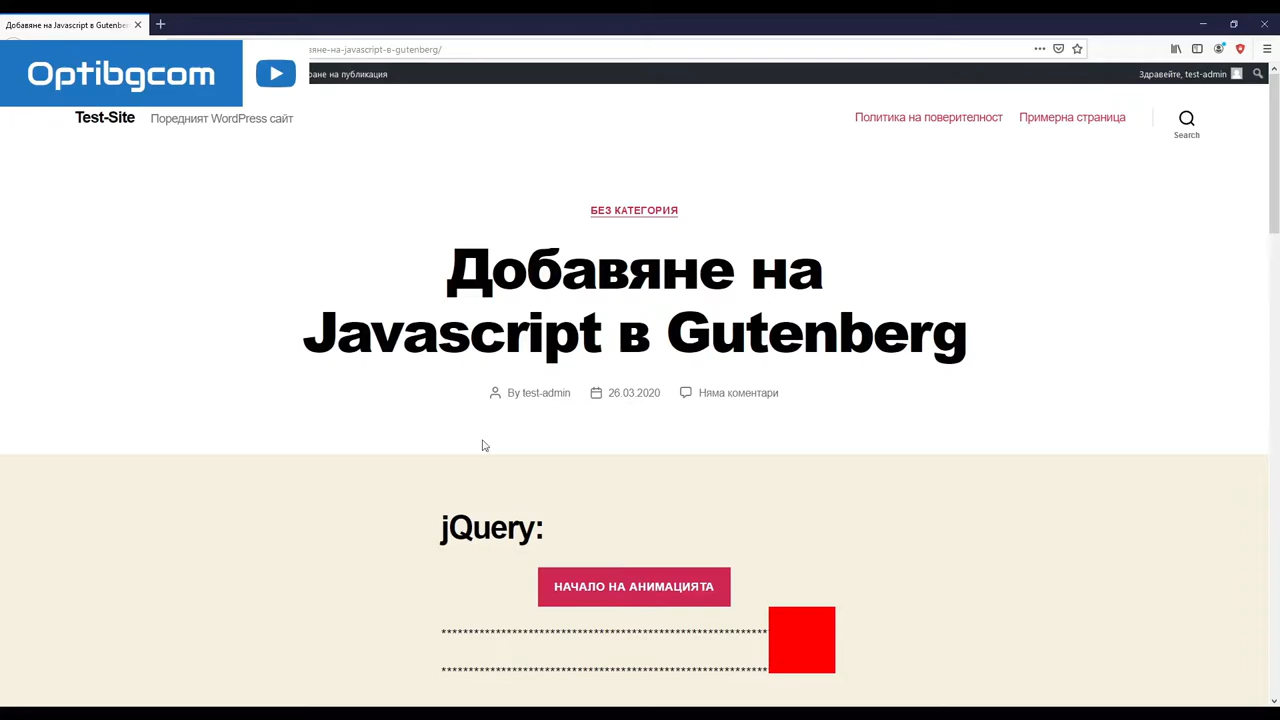 Добавяне на Javascript в Gutenber
вяне-на-javascript-в-gutenberg/
Optibgcom
ране на публикация
Здравейте, test-admin
Test-Site
Поредният WordPress сайт
Политика на поверителност
Примерна страница
Search
БЕЗ КАТЕГОРИЯ
Добавяне на
Javascript в Gutenberg
By test-admin
26.03.2020
Няма коментари
jQuery:
НАЧАЛО НА АНИМАЦИЯТА
*************************************************************
*************************************************************